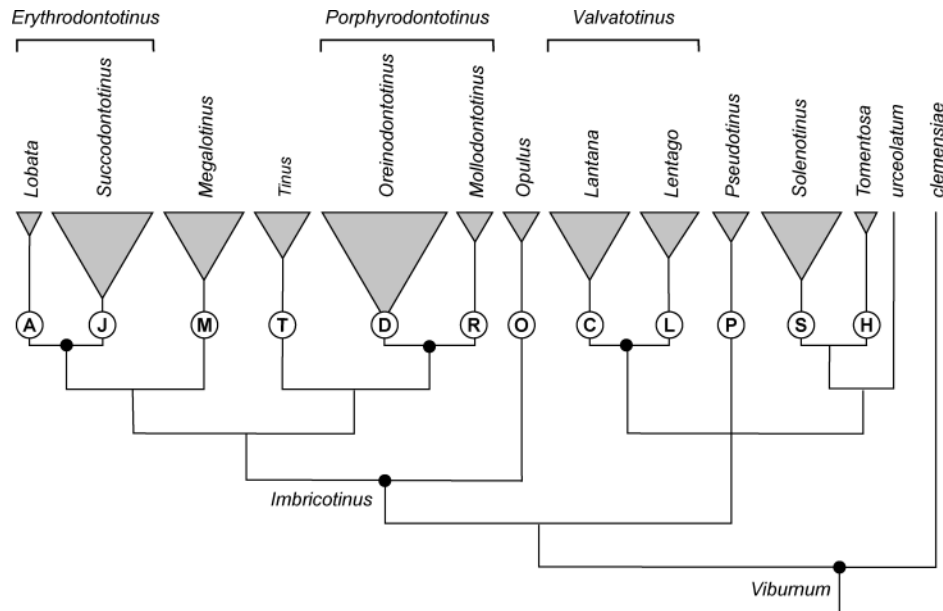 Erythrodontotinus
Porphyrodontotinus
Valvatotinus
Lobata
Succodontotinus
Megalotinus
Tinus
Oreinodontotinus
Mollodontotinus
Opulus
Lantana
Lentago
Pseudotinus
Solenotinus
Tomentosa
urceolatum
clemensiae
A
J
M
T
D
R
O
C
L
P
S
H
Imbricotinus
Viburnum